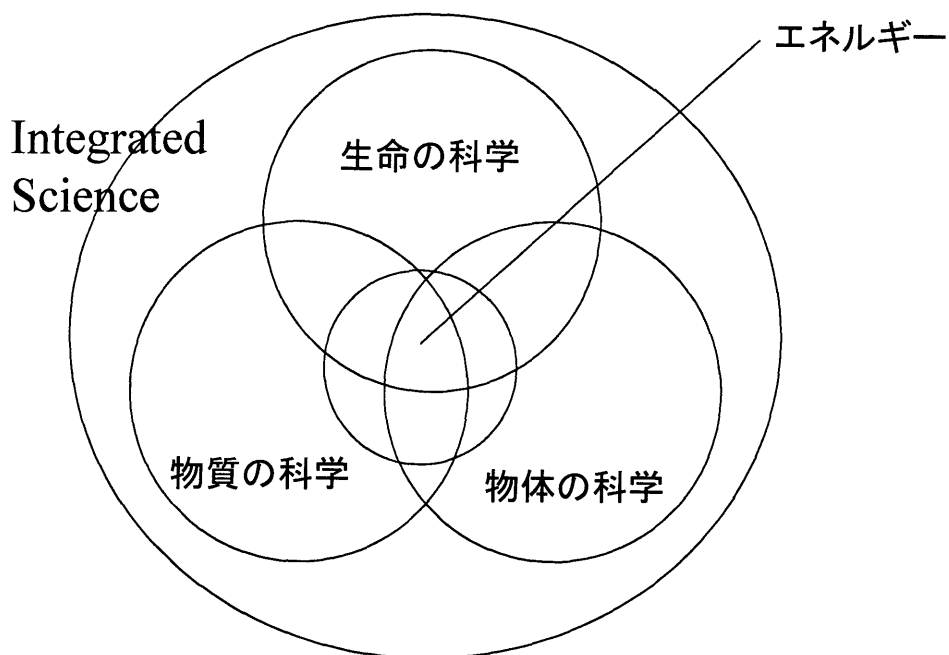 エネルギー
Integrated
Science
生命の科学
物質の科学
物体の科学